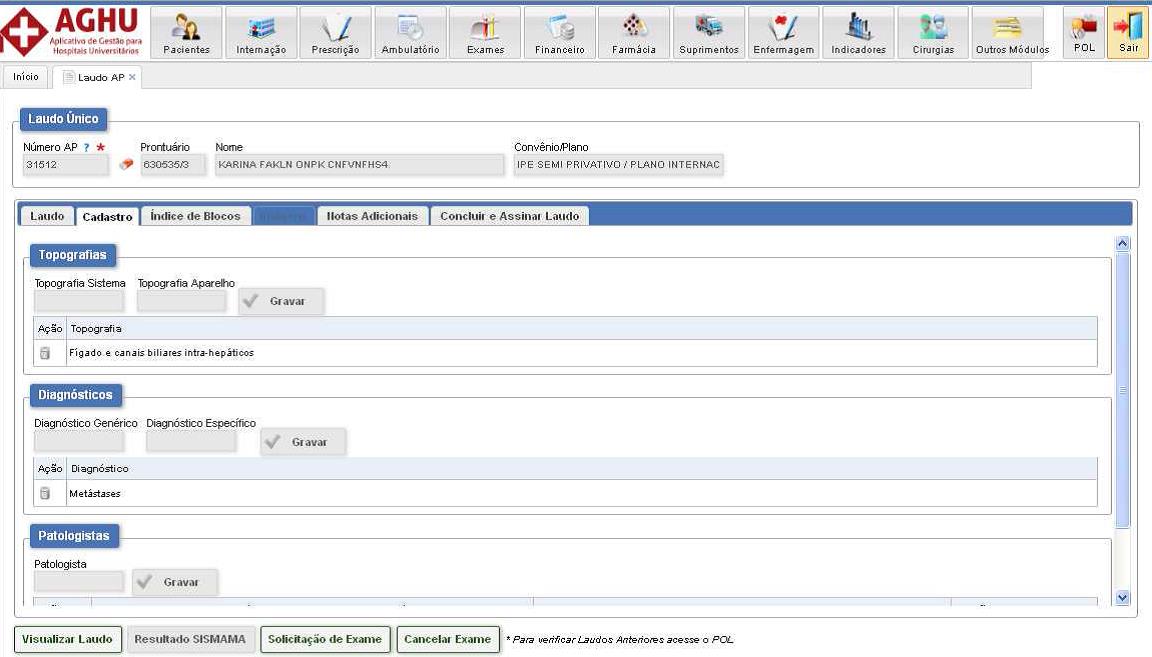 AGHU
Aplicativo de Gestão para
Hospitais Universitários
Pacientes
Internação
Prescrição
Ambulatório
Exames
Financeiro
Farmácia
Suprimentos
Enfermagem
Indicadores
Cirurgias
Outros Módulos
POL
Sair
Início
Laudo AP ×
Laudo Único
Número AP ? *
Prontuário
Nome
Convênio/Plano
31512
630535/3
KARINA FAKLN ONPK CNFVNFHS4
IPE SEMI PRIVATIVO / PLANO INTERNAC
Laudo
Cadastro
Índice de Blocos
Notas Adicionais
Concluir e Assinar Laudo
Topografias
Topografia Sistema
Topografia Aparelho
Gravar
Ação
Topografia
Fígado e canais biliares intra-hepáticos
Diagnósticos
Diagnóstico Genérico
Diagnóstico Específico
Gravar
Ação
Diagnóstico
Metástases
Patologistas
Patologista
Gravar
Visualizar Laudo
Resultado SISMAMA
Solicitação de Exame
Cancelar Exame
* Para verificar Laudos Anteriores acesse o POL